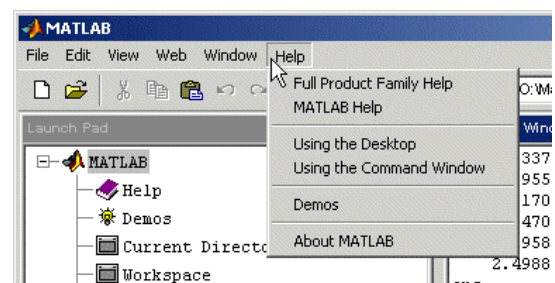 MATLAB
File Edit View Web Window Help
Full Product Family Help
MATLAB Help
Using the Desktop
Using the Command Window
Demos
About MATLAB
Launch Pad
MATLAB
Help
Demos
Current Directo
Workspace
O:\Ma
Wind
337
955
170
470
958
2.4988